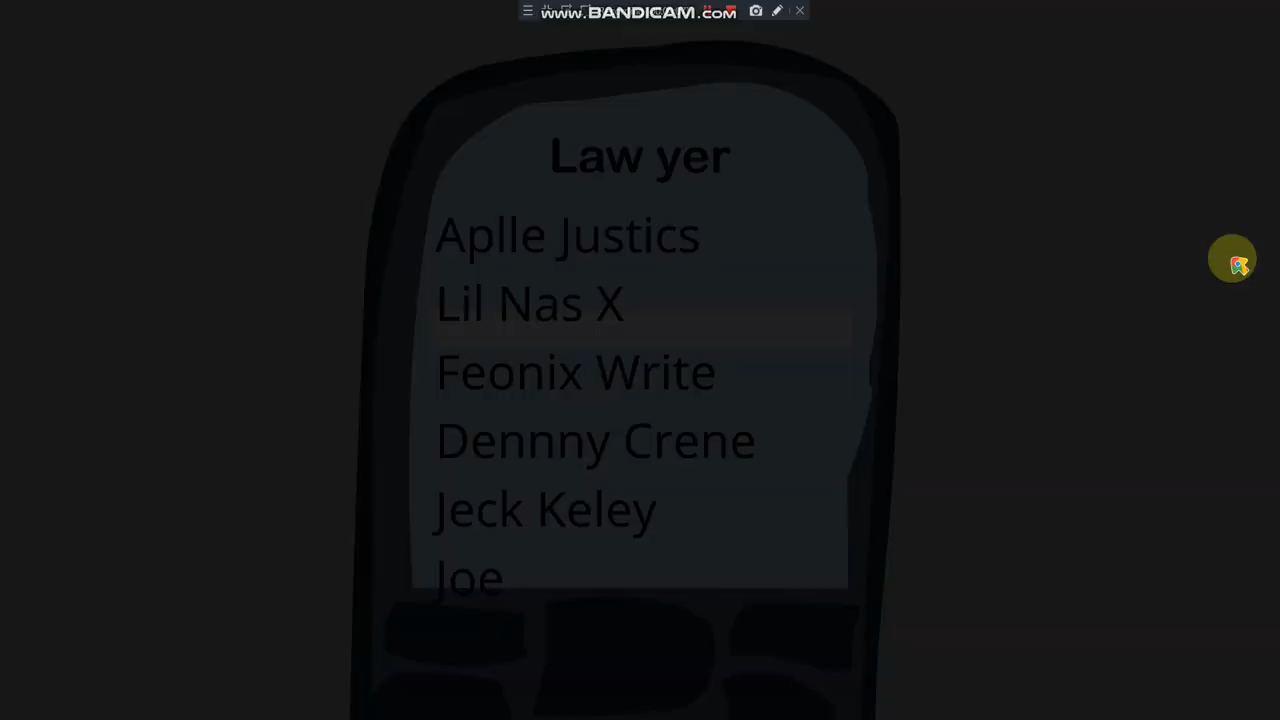 www.BANDICAM.com
Law yer
Aplle Justics
Lil Nas X
Feonix Write
Dennny Crene
Jeck Keley
Joe